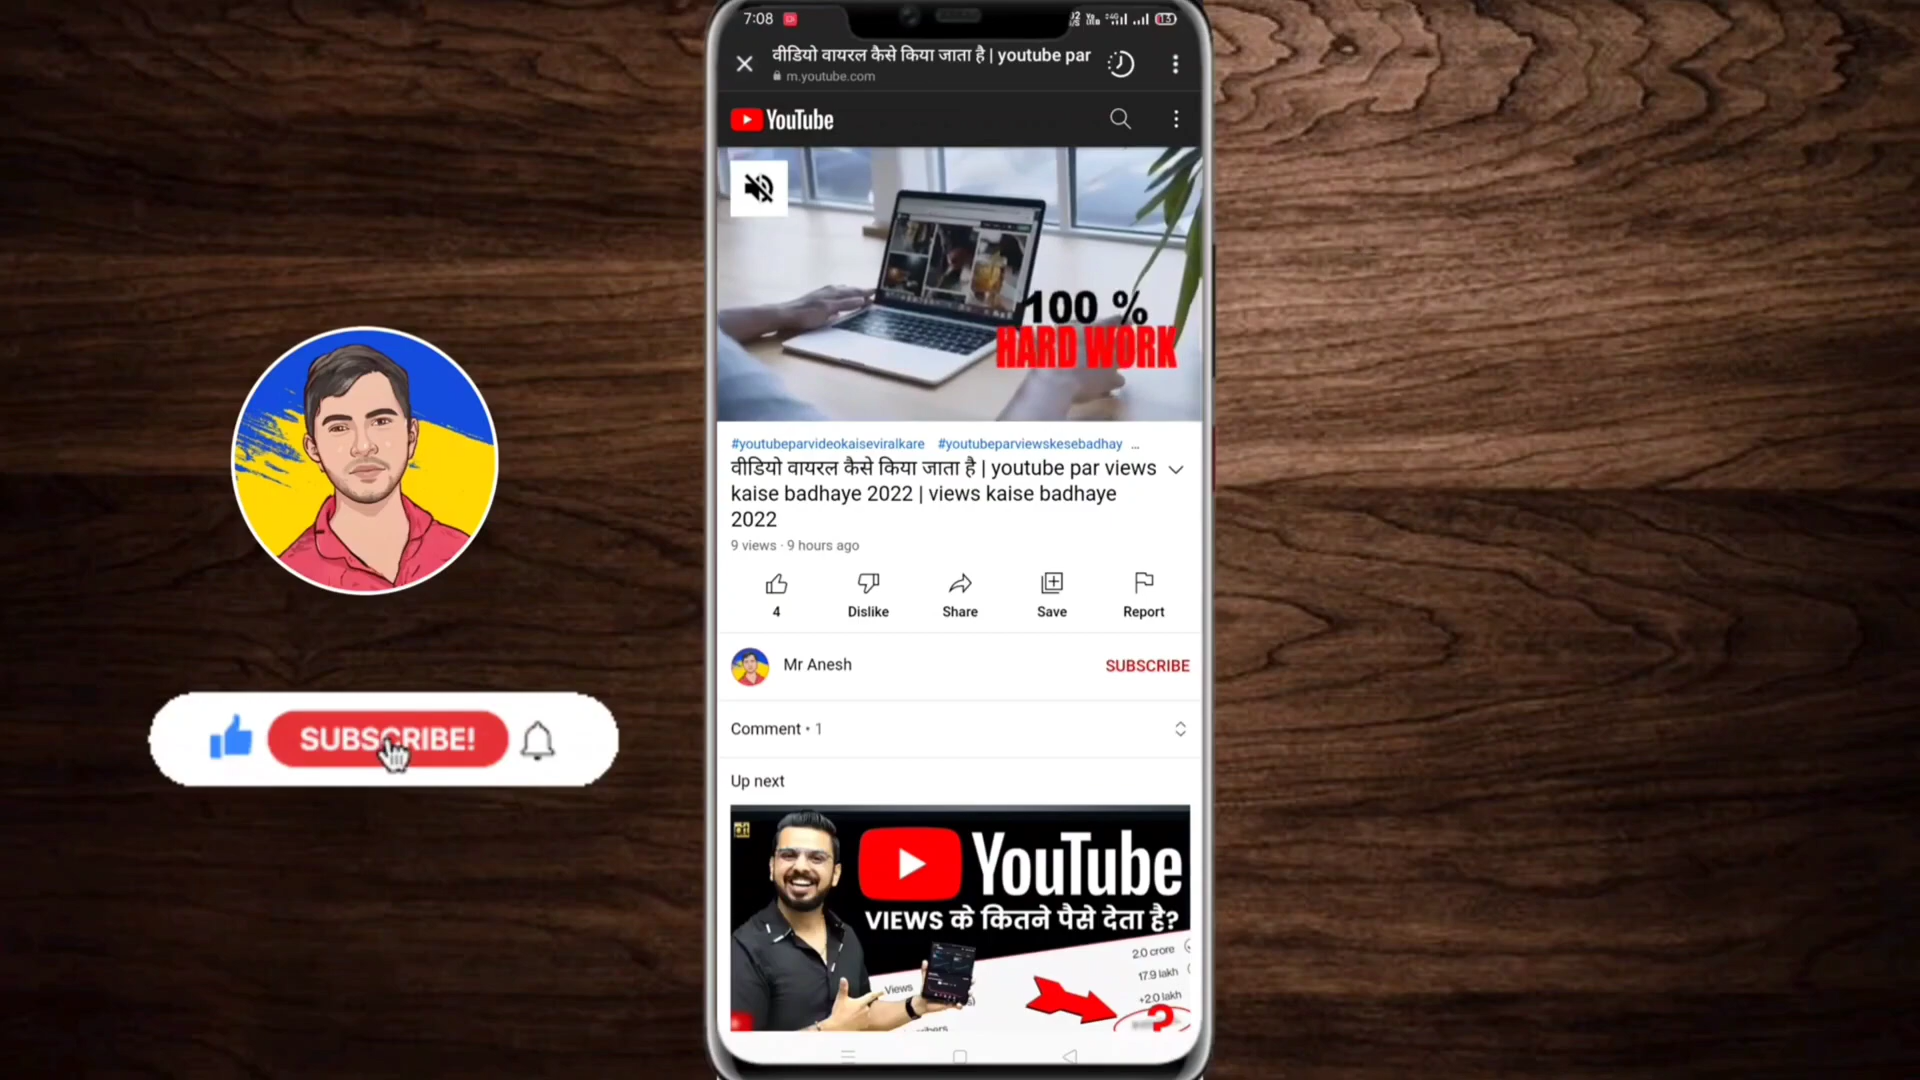 7:08
वीडियो वायरल कैसे किया जाता है | youtube par
m.youtube.com
YouTube
100 %
HARD WORK
#youtubeparvideokaiseviralkare #youtubeparviewskesebadhay ...
वीडियो वायरल कैसे किया जाता है | youtube par views
kaise badhaye 2022 | views kaise badhaye
2022
9 views · 9 hours ago
4 Dislike Share Save Report
Mr Anesh SUBSCRIBE
SUBSCRIBE!
Comment • 1
Up next
YouTube
VIEWS के कितने पैसे देता है?
2.0 crore
17.9 lakh
Views
+2.0 lakh
?